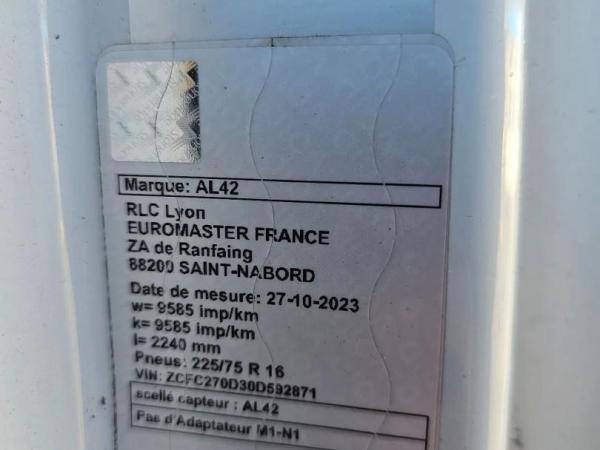 Marque: AL42
RLC Lyon
EUROMASTER FRANCE
ZA de Ranfaing
88200 SAINT-NABORD
Date de mesure: 27-10-2023
w= 9585 imp/km
k= 9585 imp/km
l= 2240 mm
Pneus: 225/75 R 16
VIN: ZCFC270D30D592871
scellé capteur : AL42
Pas d'Adaptateur M1-N1